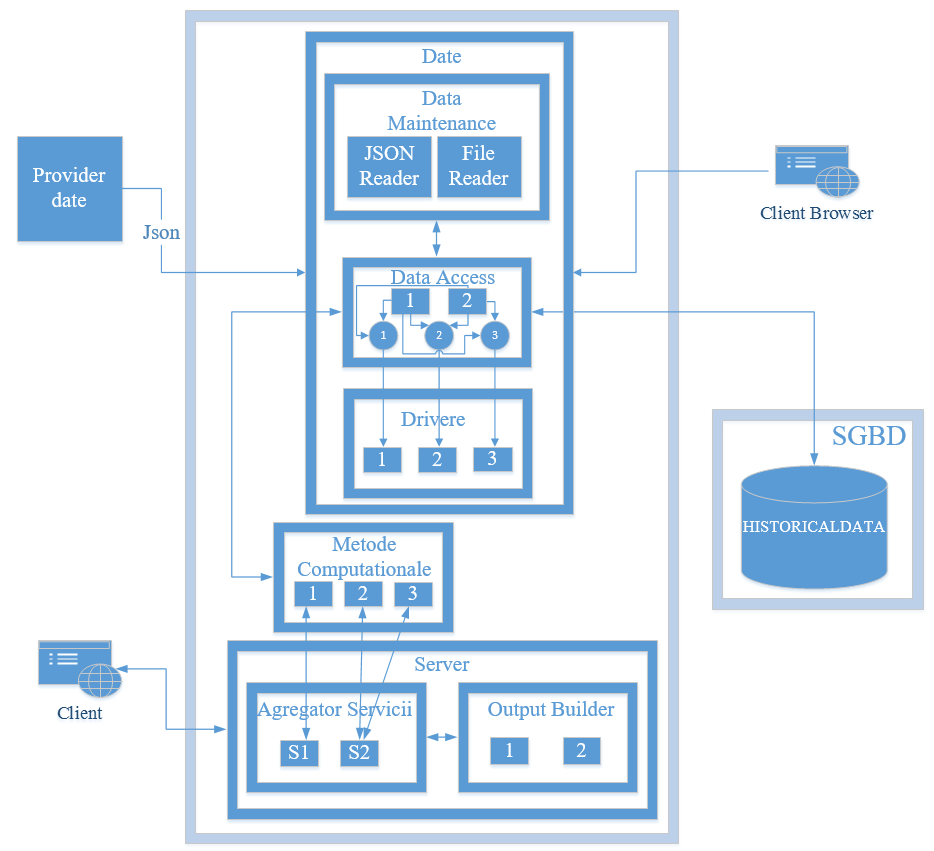 Date
Data
Maintenance
JSON
Reader
File
Reader
Provider
date
Json
Client Browser
Data Access
1
2
1
2
3
Drivere
1
2
3
SGBD
HISTORICALDATA
Metode
Computationale
1
2
3
Server
Client
Agregator Servicii
S1
S2
Output Builder
1
2